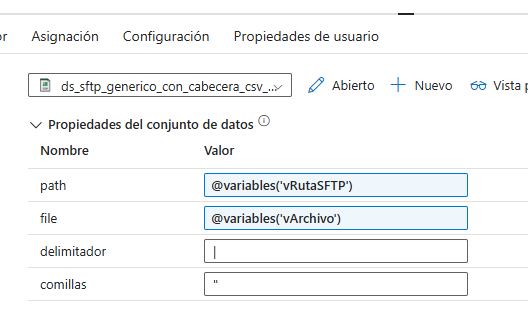 Asignación Configuración Propiedades de usuario
ds_sftp_generico_con_cabecera_csv_... Abierto Nuevo Vista p
Propiedades del conjunto de datos
Nombre Valor
path @variables('vRutaSFTP')
file @variables('vArchivo')
delimitador |
comillas "